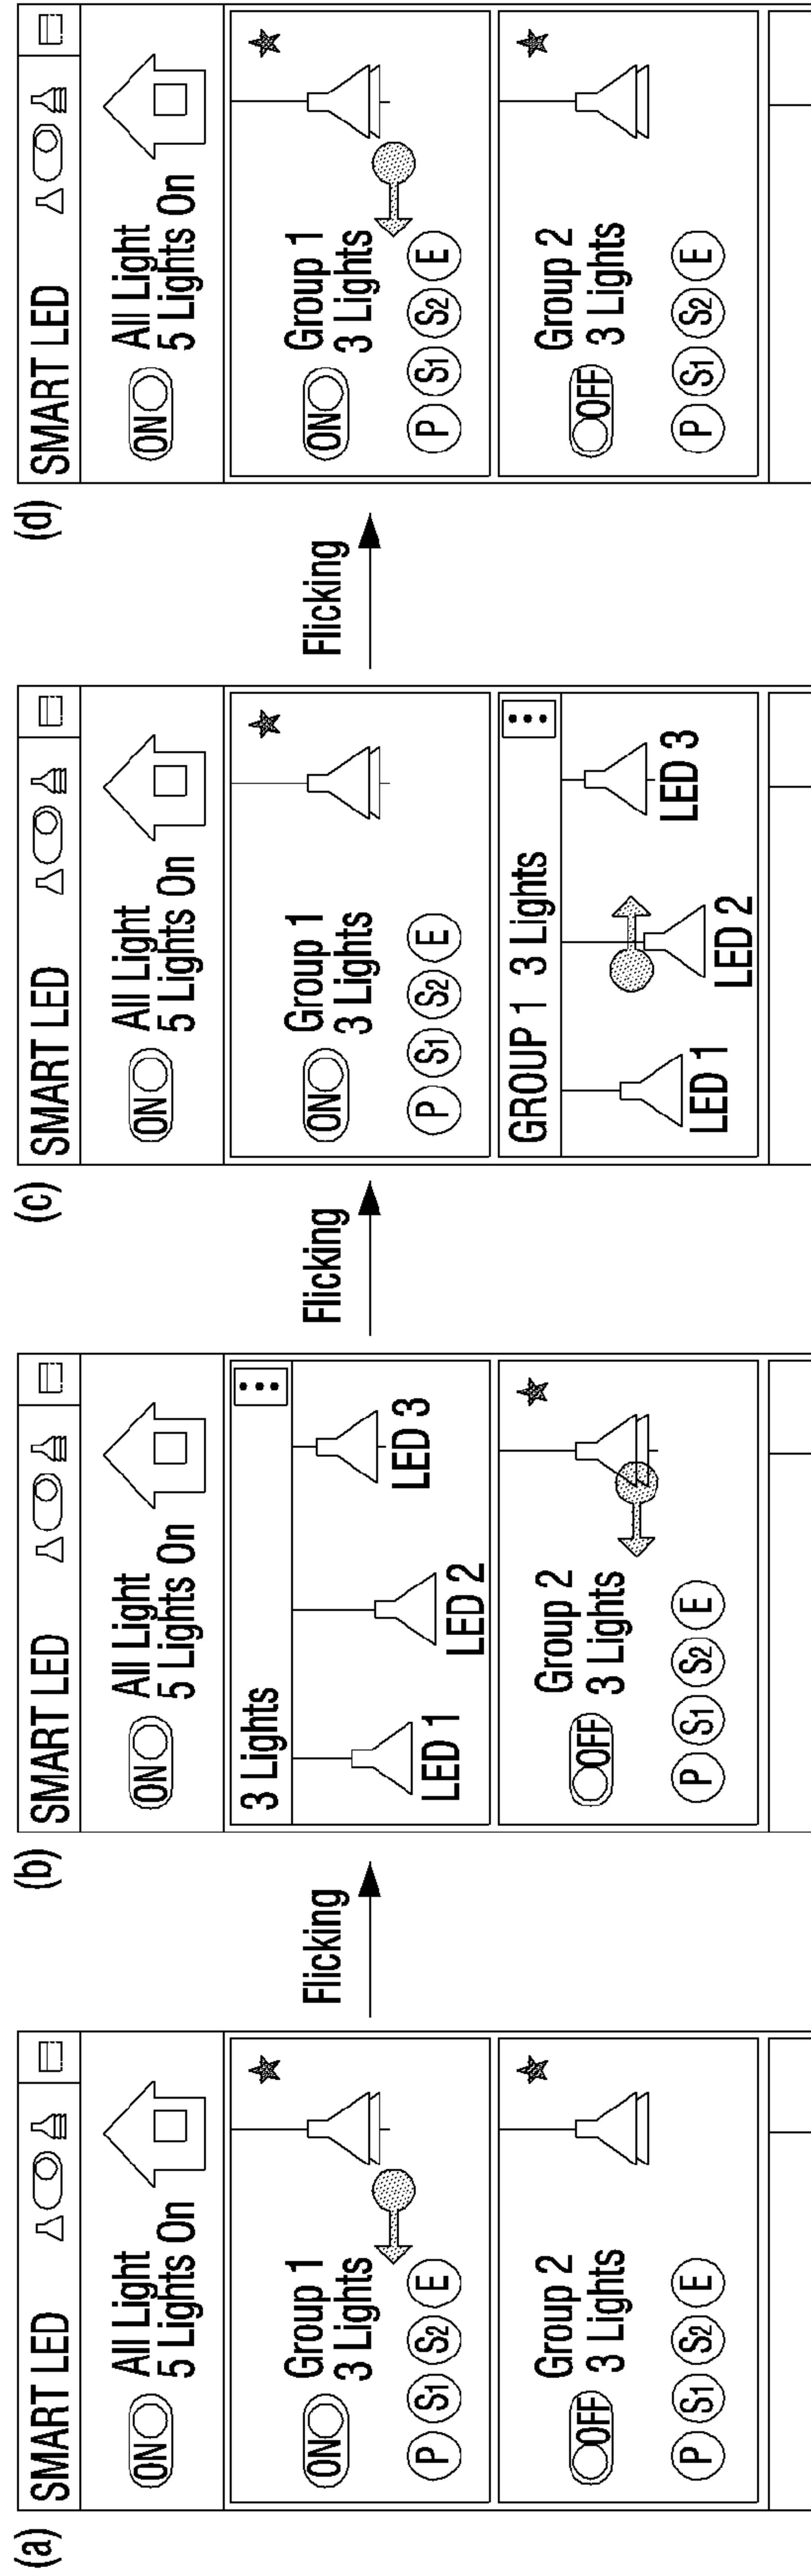 (a)
SMART LED
ON
All Light
5 Lights On
ON
Group 1
3 Lights
P S1 S2 E
OFF
Group 2
3 Lights
P S1 S2 E
Flicking
(b)
SMART LED
ON
All Light
5 Lights On
3 Lights
LED 1
LED 2
LED 3
OFF
Group 2
3 Lights
P S1 S2 E
Flicking
(c)
SMART LED
ON
All Light
5 Lights On
ON
Group 1
3 Lights
P S1 S2 E
GROUP 1 3 Lights
LED 1
LED 2
LED 3
Flicking
(d)
SMART LED
ON
All Light
5 Lights On
ON
Group 1
3 Lights
P S1 S2 E
OFF
Group 2
3 Lights
P S1 S2 E